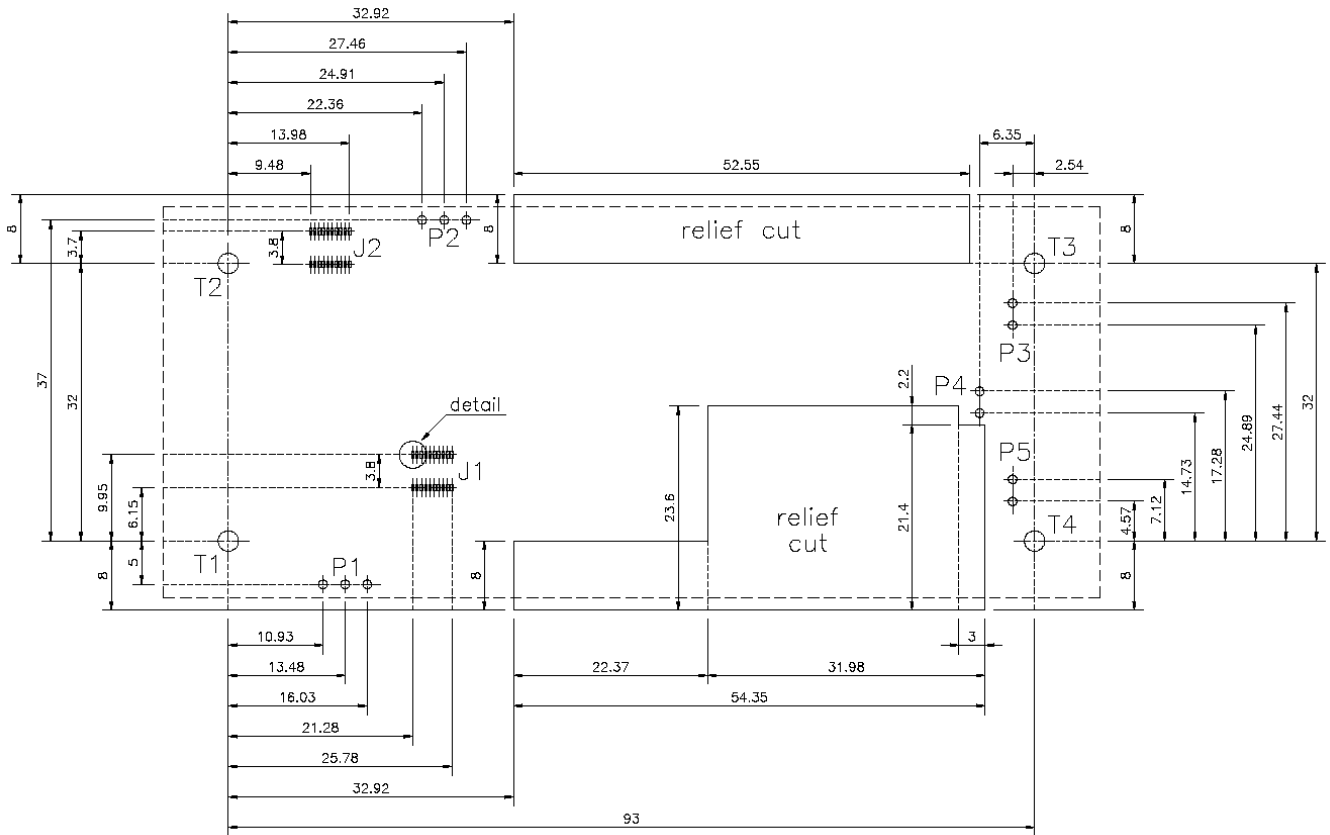 32.92
27.46
24.91
22.36
13.98
6.35
9.48
52.55
2.54
8
3.7
3.8
J2
P2
8
relief cut
8
T2
T3
37
32
P3
2.2
P4
detail
27.44
32
24.89
17.28
14.73
9.95
6.15
3.8
J1
23.6
21.4
relief
cut
P5
7.12
4.57
T1
T4
5
8
P1
8
8
10.93
3
13.48
22.37
31.98
16.03
54.35
21.28
25.78
32.92
93